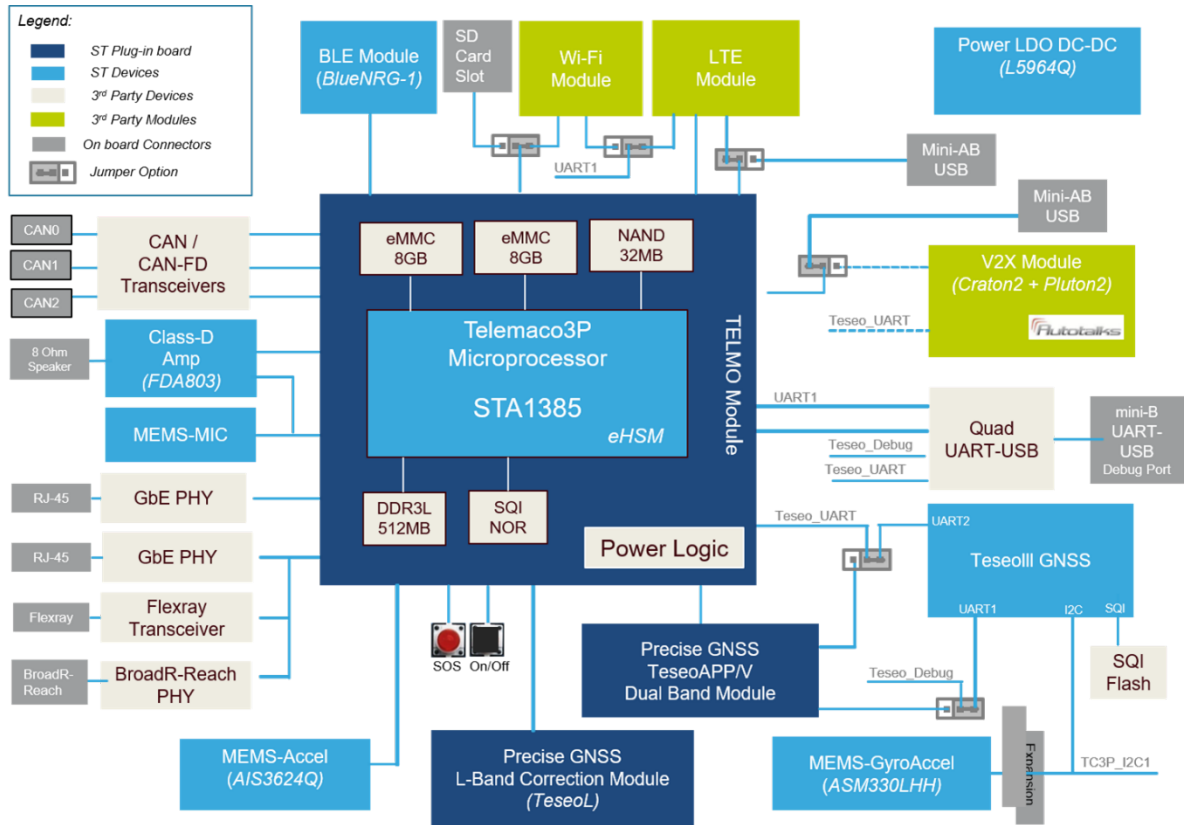 Legend:
ST Plug-in board
ST Devices
3rd Party Devices
3rd Party Modules
On board Connectors
Jumper Option
BLE Module
(BlueNRG-1)
SD
Card
Slot
Wi-Fi
Module
LTE
Module
Power LDO DC-DC
(L5964Q)
UART1
Mini-AB
USB
Mini-AB
USB
CAN0
CAN1
CAN2
CAN /
CAN-FD
Transceivers
eMMC
8GB
eMMC
8GB
NAND
32MB
V2X Module
(Craton2 + Pluton2)
Autotalks
Teseo_UART
8 Ohm
Speaker
Class-D
Amp
(FDA803)
MEMS-MIC
Telemaco3P
Microprocessor
STA1385
eHSM
TELMO Module
UART1
Teseo_Debug
Teseo_UART
Quad
UART-USB
mini-B
UART-
USB
Debug Port
RJ-45
GbE PHY
DDR3L
512MB
SQI
NOR
Power Logic
Teseo_UART
UART2
TeseoIII GNSS
UART1
I2C
SQI
RJ-45
GbE PHY
Flexray
Flexray
Transceiver
BroadR-
Reach
BroadR-Reach
PHY
SOS
On/Off
Precise GNSS
TeseoAPP/V
Dual Band Module
Teseo_Debug
SQI
Flash
MEMS-Accel
(AIS3624Q)
Precise GNSS
L-Band Correction Module
(TeseoL)
MEMS-GyroAccel
(ASM330LHH)
Expansion
TC3P_I2C1